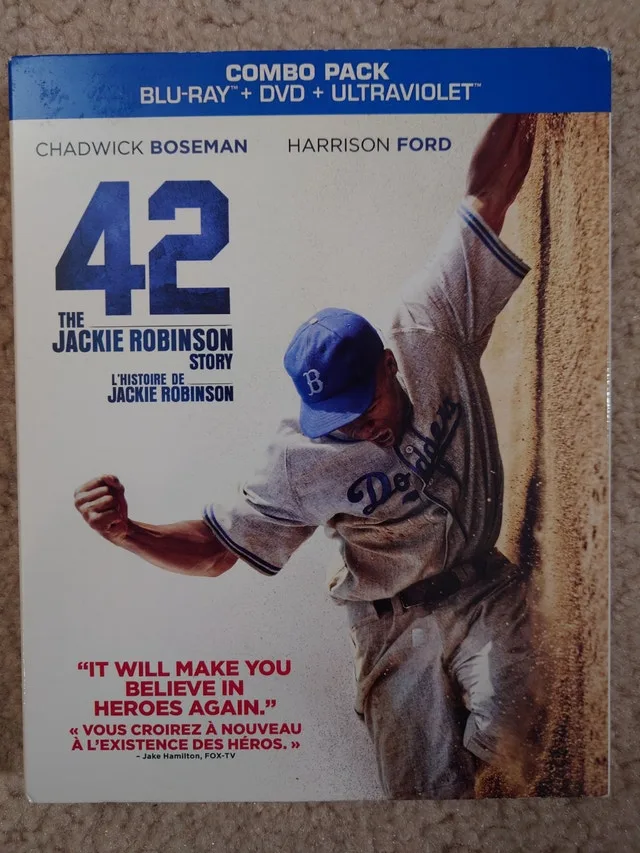 COMBO PACK
BLU-RAY™ + DVD + ULTRAVIOLET™
CHADWICK BOSEMAN HARRISON FORD
42
THE
JACKIE ROBINSON
STORY
L'HISTOIRE DE
JACKIE ROBINSON
B
Dodgers
“IT WILL MAKE YOU
BELIEVE IN
HEROES AGAIN.”
« VOUS CROIREZ À NOUVEAU
À L'EXISTENCE DES HÉROS. »
– Jake Hamilton, FOX-TV